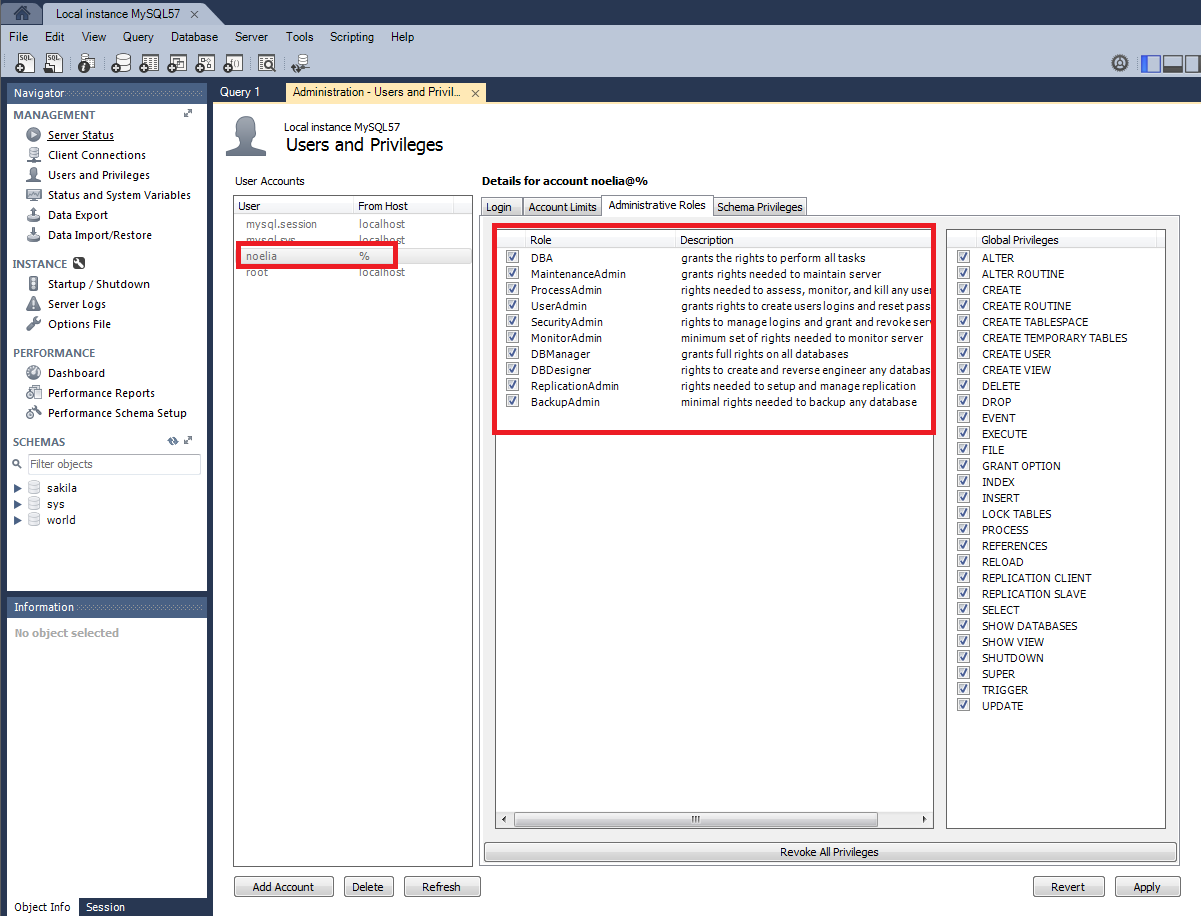 Local instance MySQL57
File Edit View Query Database Server Tools Scripting Help
Navigator
MANAGEMENT
Server Status
Client Connections
Users and Privileges
Status and System Variables
Data Export
Data Import/Restore
INSTANCE
Startup / Shutdown
Server Logs
Options File
PERFORMANCE
Dashboard
Performance Reports
Performance Schema Setup
SCHEMAS
Filter objects
sakila
sys
world
Information
No object selected
Object Info Session
Query 1 Administration - Users and Privil...
Local instance MySQL57
Users and Privileges
User Accounts
User From Host
mysql.session localhost
mysql.sys localhost
noelia %
root localhost
Add Account Delete Refresh
Details for account noelia@%
Login Account Limits Administrative Roles Schema Privileges
Role Description
DBA grants the rights to perform all tasks
MaintenanceAdmin grants rights needed to maintain server
ProcessAdmin rights needed to assess, monitor, and kill any user
UserAdmin grants rights to create users logins and reset pass
SecurityAdmin rights to manage logins and grant and revoke serv
MonitorAdmin minimum set of rights needed to monitor server
DBManager grants full rights on all databases
DBDesigner rights to create and reverse engineer any databas
ReplicationAdmin rights needed to setup and manage replication
BackupAdmin minimal rights needed to backup any database
Global Privileges
ALTER
ALTER ROUTINE
CREATE
CREATE ROUTINE
CREATE TABLESPACE
CREATE TEMPORARY TABLES
CREATE USER
CREATE VIEW
DELETE
DROP
EVENT
EXECUTE
FILE
GRANT OPTION
INDEX
INSERT
LOCK TABLES
PROCESS
REFERENCES
RELOAD
REPLICATION CLIENT
REPLICATION SLAVE
SELECT
SHOW DATABASES
SHOW VIEW
SHUTDOWN
SUPER
TRIGGER
UPDATE
Revoke All Privileges
Revert Apply